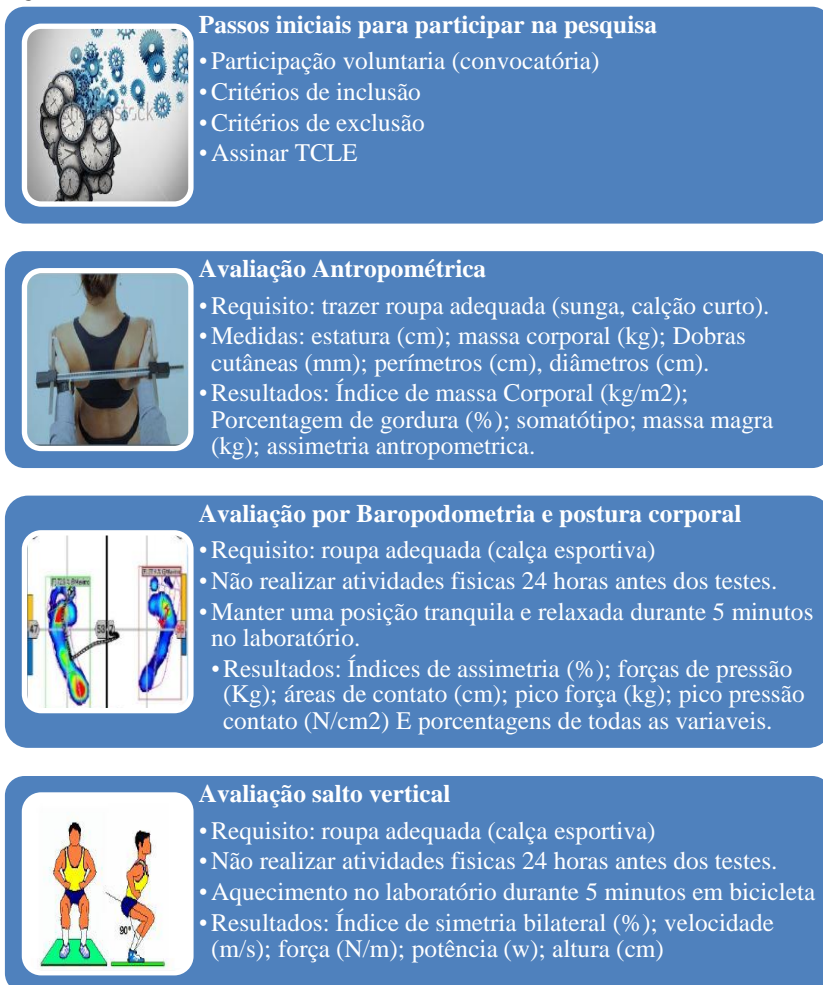 Passos iniciais para participar na pesquisa
•Participação voluntaria (convocatória)
•Critérios de inclusão
•Critérios de exclusão
•Assinar TCLE
Avaliação Antropométrica
•Requisito: trazer roupa adequada (sunga, calção curto).
•Medidas: estatura (cm); massa corporal (kg); Dobras
cutâneas (mm); perímetros (cm), diâmetros (cm).
•Resultados: Índice de massa Corporal (kg/m2);
Porcentagem de gordura (%); somatótipo; massa magra
(kg); assimetria antropometrica.
Avaliação por Baropodometria e postura corporal
•Requisito: roupa adequada (calça esportiva)
•Não realizar atividades fisicas 24 horas antes dos testes.
•Manter uma posição tranquila e relaxada durante 5 minutos
no laboratório.
•Resultados: Índices de assimetria (%); forças de pressão
(Kg); áreas de contato (cm); pico força (kg); pico pressão
contato (N/cm2) E porcentagens de todas as variaveis.
47
Avaliação salto vertical
•Requisito: roupa adequada (calça esportiva)
•Não realizar atividades fisicas 24 horas antes dos testes.
•Aquecimento no laboratório durante 5 minutos em bicicleta
•Resultados: Índice de simetria bilateral (%); velocidade
(m/s); força (N/m); potência (w); altura (cm)
90°